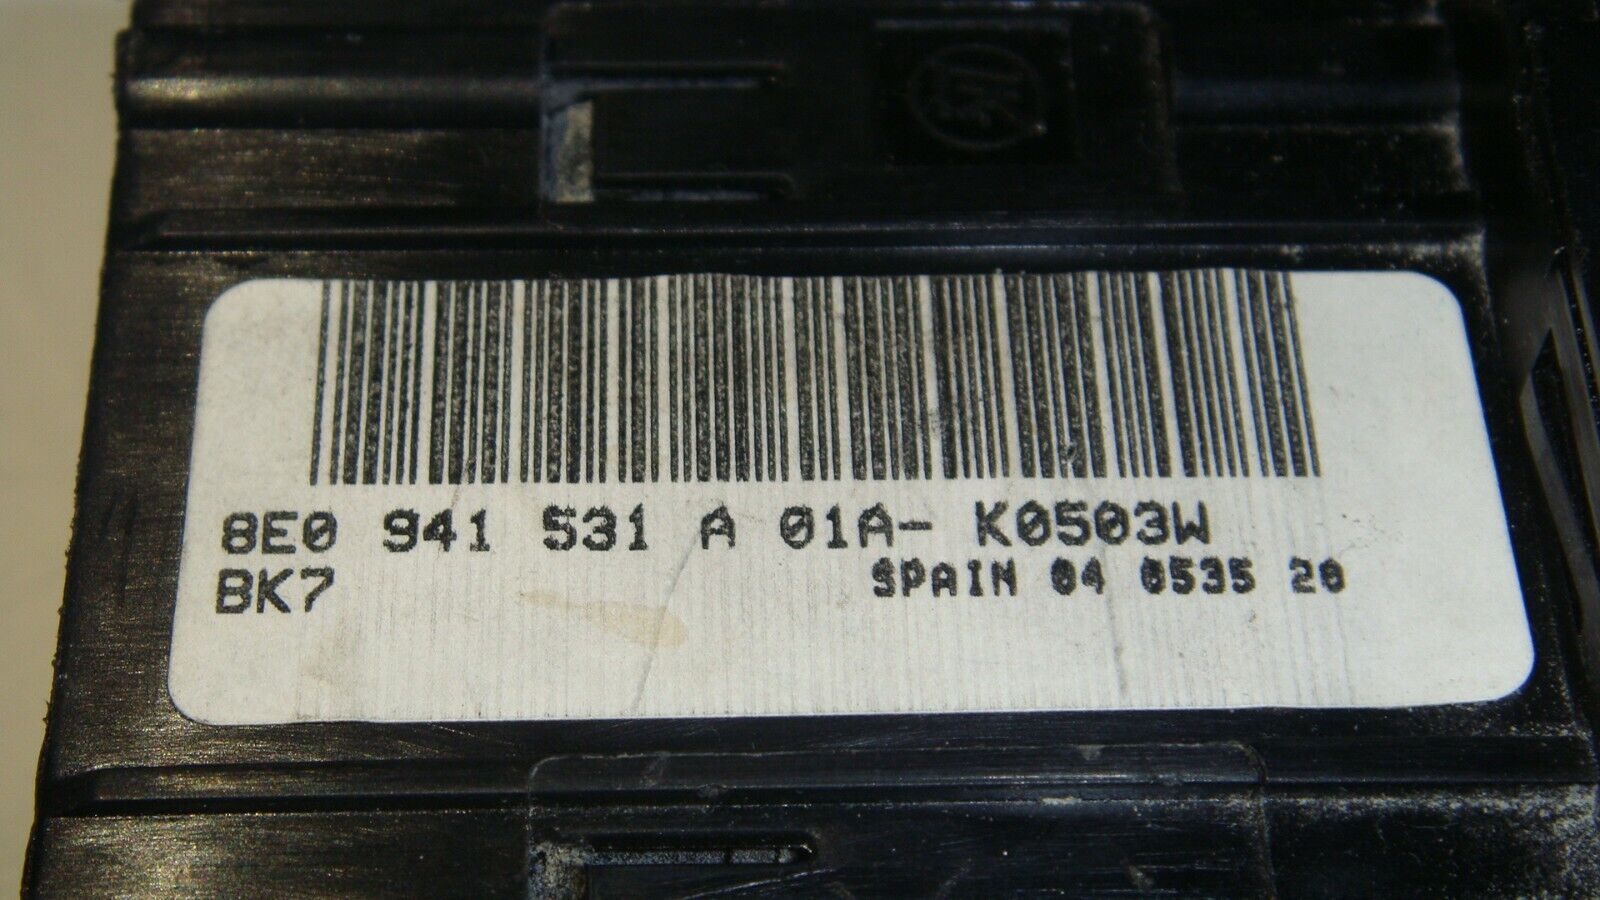 8E0 941 531 A 01A- K0503W
BK7
SPAIN 04 0535 20